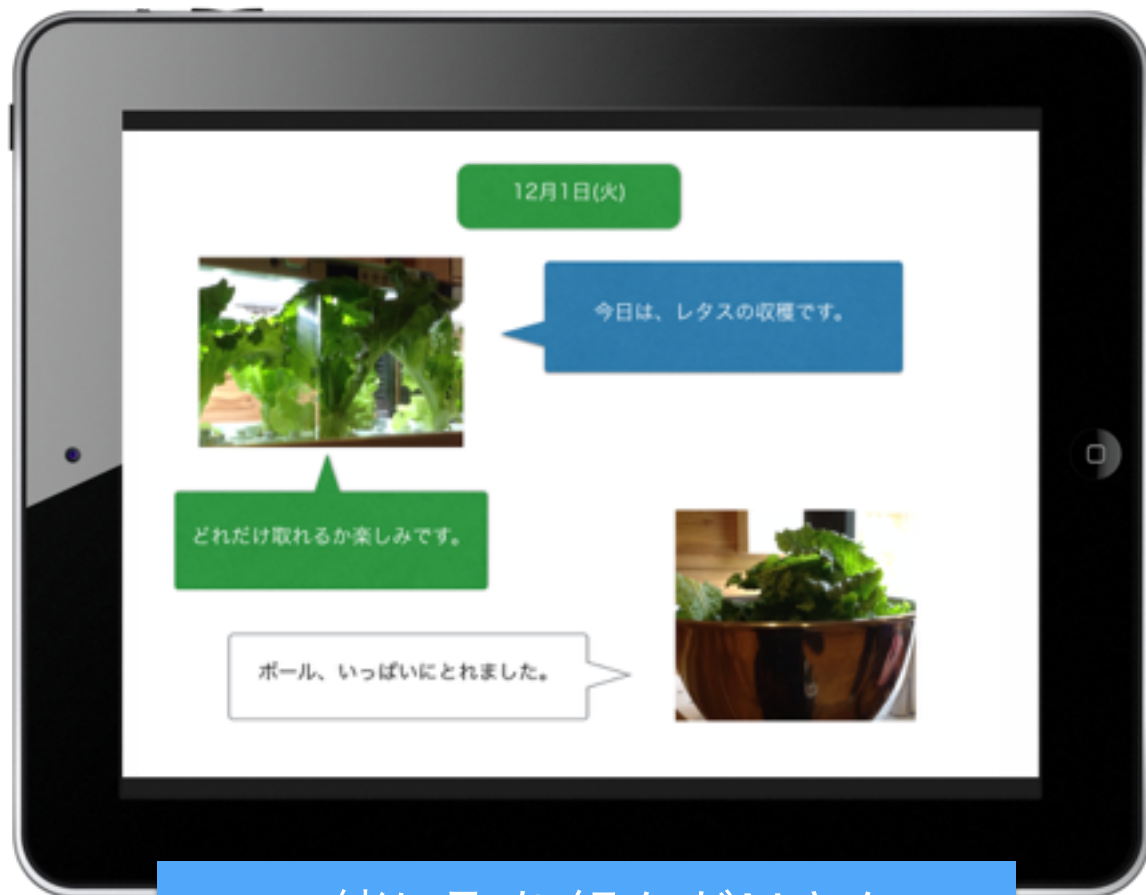 12月1日(火)
今日は、レタスの収穫です。
どれだけ取れるか楽しみです。
ボール、いっぱいにとれました。